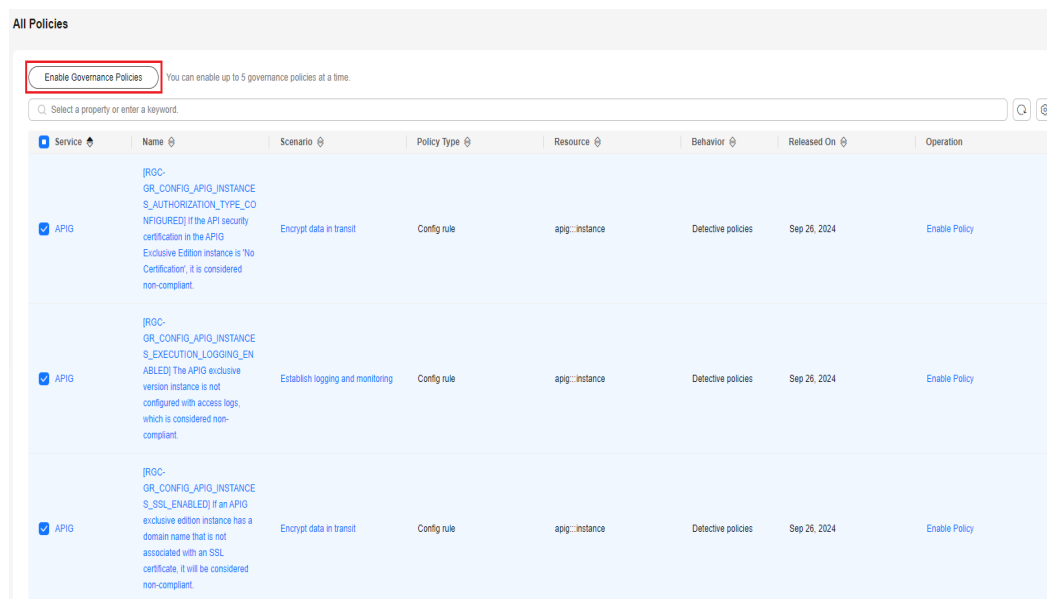 All Policies
Enable Governance Policies You can enable up to 5 governance policies at a time.
Select a property or enter a keyword.
Service Name Scenario Policy Type Resource Behavior Released On Operation
[RGC-
GR_CONFIG_APIG_INSTANCE
S_AUTHORIZATION_TYPE_CO
NFIGURED] If the API security
certification in the APIG
Exclusive Edition instance is 'No
Certification', it is considered
non-compliant.
APIG Encrypt data in transit Config rule apig:::instance Detective policies Sep 26, 2024 Enable Policy
[RGC-
GR_CONFIG_APIG_INSTANCE
S_EXECUTION_LOGGING_EN
ABLED] The APIG exclusive
version instance is not
configured with access logs,
which is considered non-
compliant.
APIG Establish logging and monitoring Config rule apig:::instance Detective policies Sep 26, 2024 Enable Policy
[RGC-
GR_CONFIG_APIG_INSTANCE
S_SSL_ENABLED] If an APIG
exclusive edition instance has a
domain name that is not
associated with an SSL
certificate, it will be considered
non-compliant.
APIG Encrypt data in transit Config rule apig:::instance Detective policies Sep 26, 2024 Enable Policy